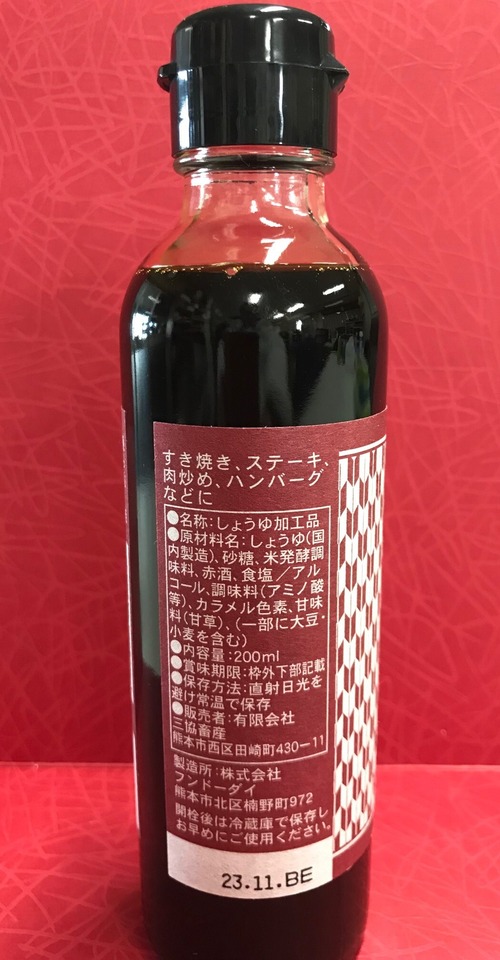 すき焼き、ステーキ、
肉炒め、ハンバーグ
などに
●名称:しょうゆ加工品
●原材料名:しょうゆ(国
内製造)、砂糖、米発酵調
味料、赤酒、食塩／アル
コール、調味料(アミノ酸
等)、カラメル色素、甘味
料(甘草)、(一部に大豆・
小麦を含む)
●内容量:200ml
●賞味期限:枠外下部記載
●保存方法:直射日光を
避け常温で保存
●販売者:有限会社
三協畜産
熊本市西区田崎町430-11
製造所:株式会社
フンドーダイ
熊本市北区楠野町972
開栓後は冷蔵庫で保存し
お早めにご使用ください。
23.11.BE